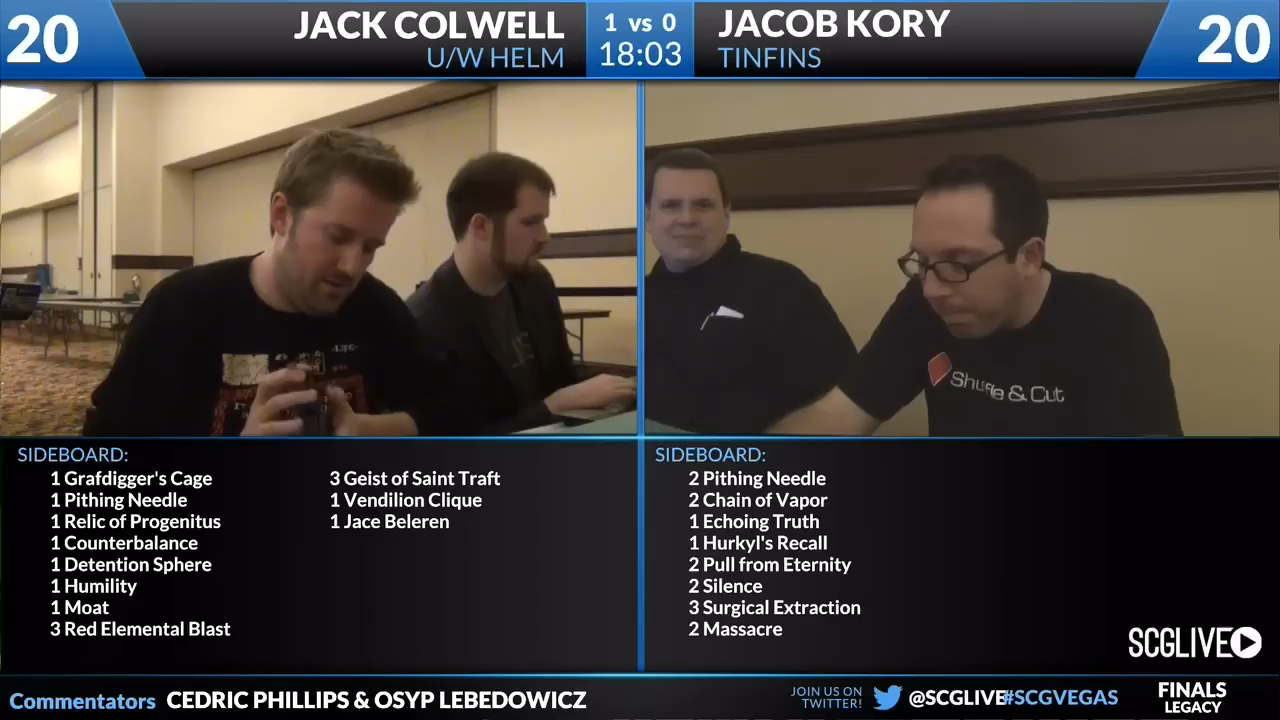 20
JACK COLWELL
U/W HELM
1 vs 0
18:03
JACOB KORY
TINFINS
20
Shuffle & Cut
SIDEBOARD:
1 Grafdigger's Cage
1 Pithing Needle
1 Relic of Progenitus
1 Counterbalance
1 Detention Sphere
1 Humility
1 Moat
3 Red Elemental Blast
3 Geist of Saint Traft
1 Vendilion Clique
1 Jace Beleren
SIDEBOARD:
2 Pithing Needle
2 Chain of Vapor
1 Echoing Truth
1 Hurkyl's Recall
2 Pull from Eternity
2 Silence
3 Surgical Extraction
2 Massacre
SCGLIVE
Commentators CEDRIC PHILLIPS & OSYP LEBEDOWICZ
JOIN US ON
TWITTER!
@SCGLIVE #SCGVEGAS
FINALS
LEGACY